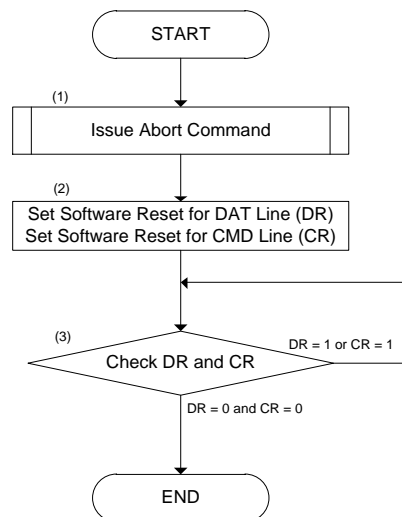 START
(1)
Issue Abort Command
(2)
Set Software Reset for DAT Line (DR)
Set Software Reset for CMD Line (CR)
(3)
Check DR and CR
DR = 1 or CR = 1
DR = 0 and CR = 0
END